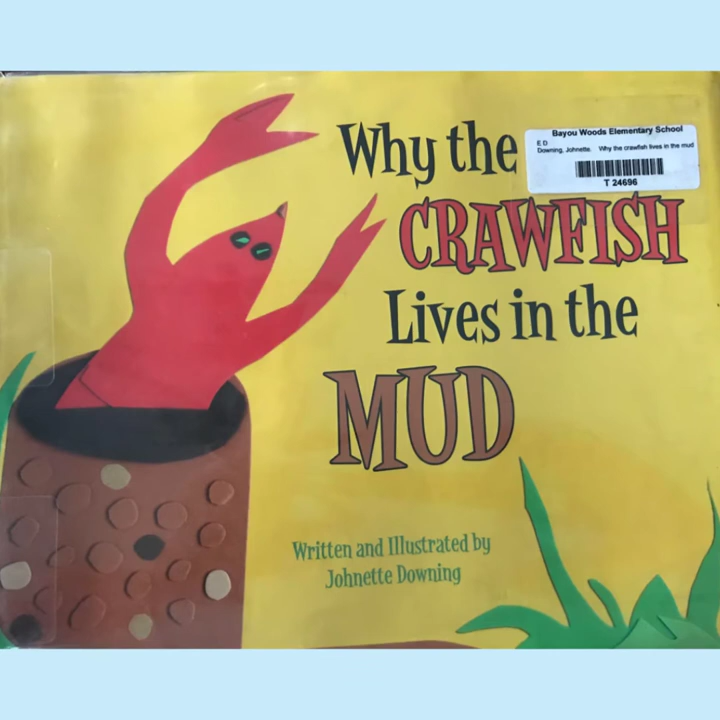 Why the
Bayou Woods Elementary School
E D
Downing, Johnette. Why the crawfish lives in the mud
T 24696
CRAWFISH
Lives in the
MUD
Written and Illustrated by
Johnette Downing